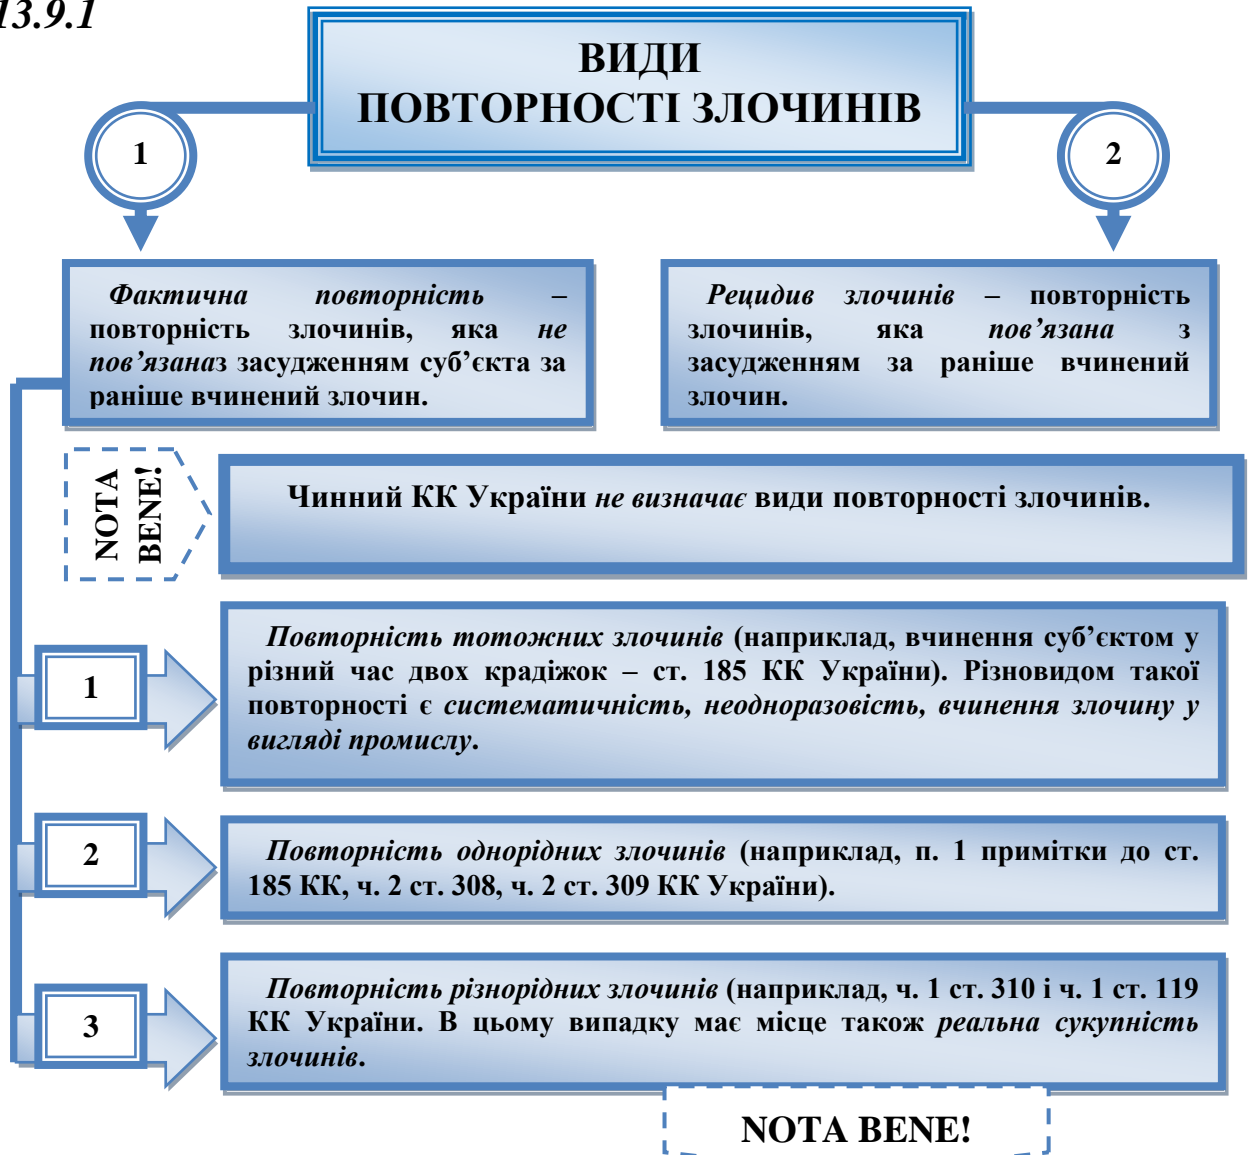 13.9.1
ВИДИ
ПОВТОРНОСТІ ЗЛОЧИНІВ
1
2
Фактична повторність –
повторність злочинів, яка не
пов’язаназ засудженням суб’єкта за
раніше вчинений злочин.
Рецидив злочинів – повторність
злочинів, яка пов’язана з
засудженням за раніше вчинений
злочин.
NOTA
BENE!
Чинний КК України не визначає види повторності злочинів.
1
Повторність тотожних злочинів (наприклад, вчинення суб’єктом у
різний час двох крадіжок – ст. 185 КК України). Різновидом такої
повторності є систематичність, неодноразовість, вчинення злочину у
вигляді промислу.
2
Повторність однорідних злочинів (наприклад, п. 1 примітки до ст.
185 КК, ч. 2 ст. 308, ч. 2 ст. 309 КК України).
3
Повторність різнорідних злочинів (наприклад, ч. 1 ст. 310 і ч. 1 ст. 119
КК України. В цьому випадку має місце також реальна сукупність
злочинів.
NOTA BENE!